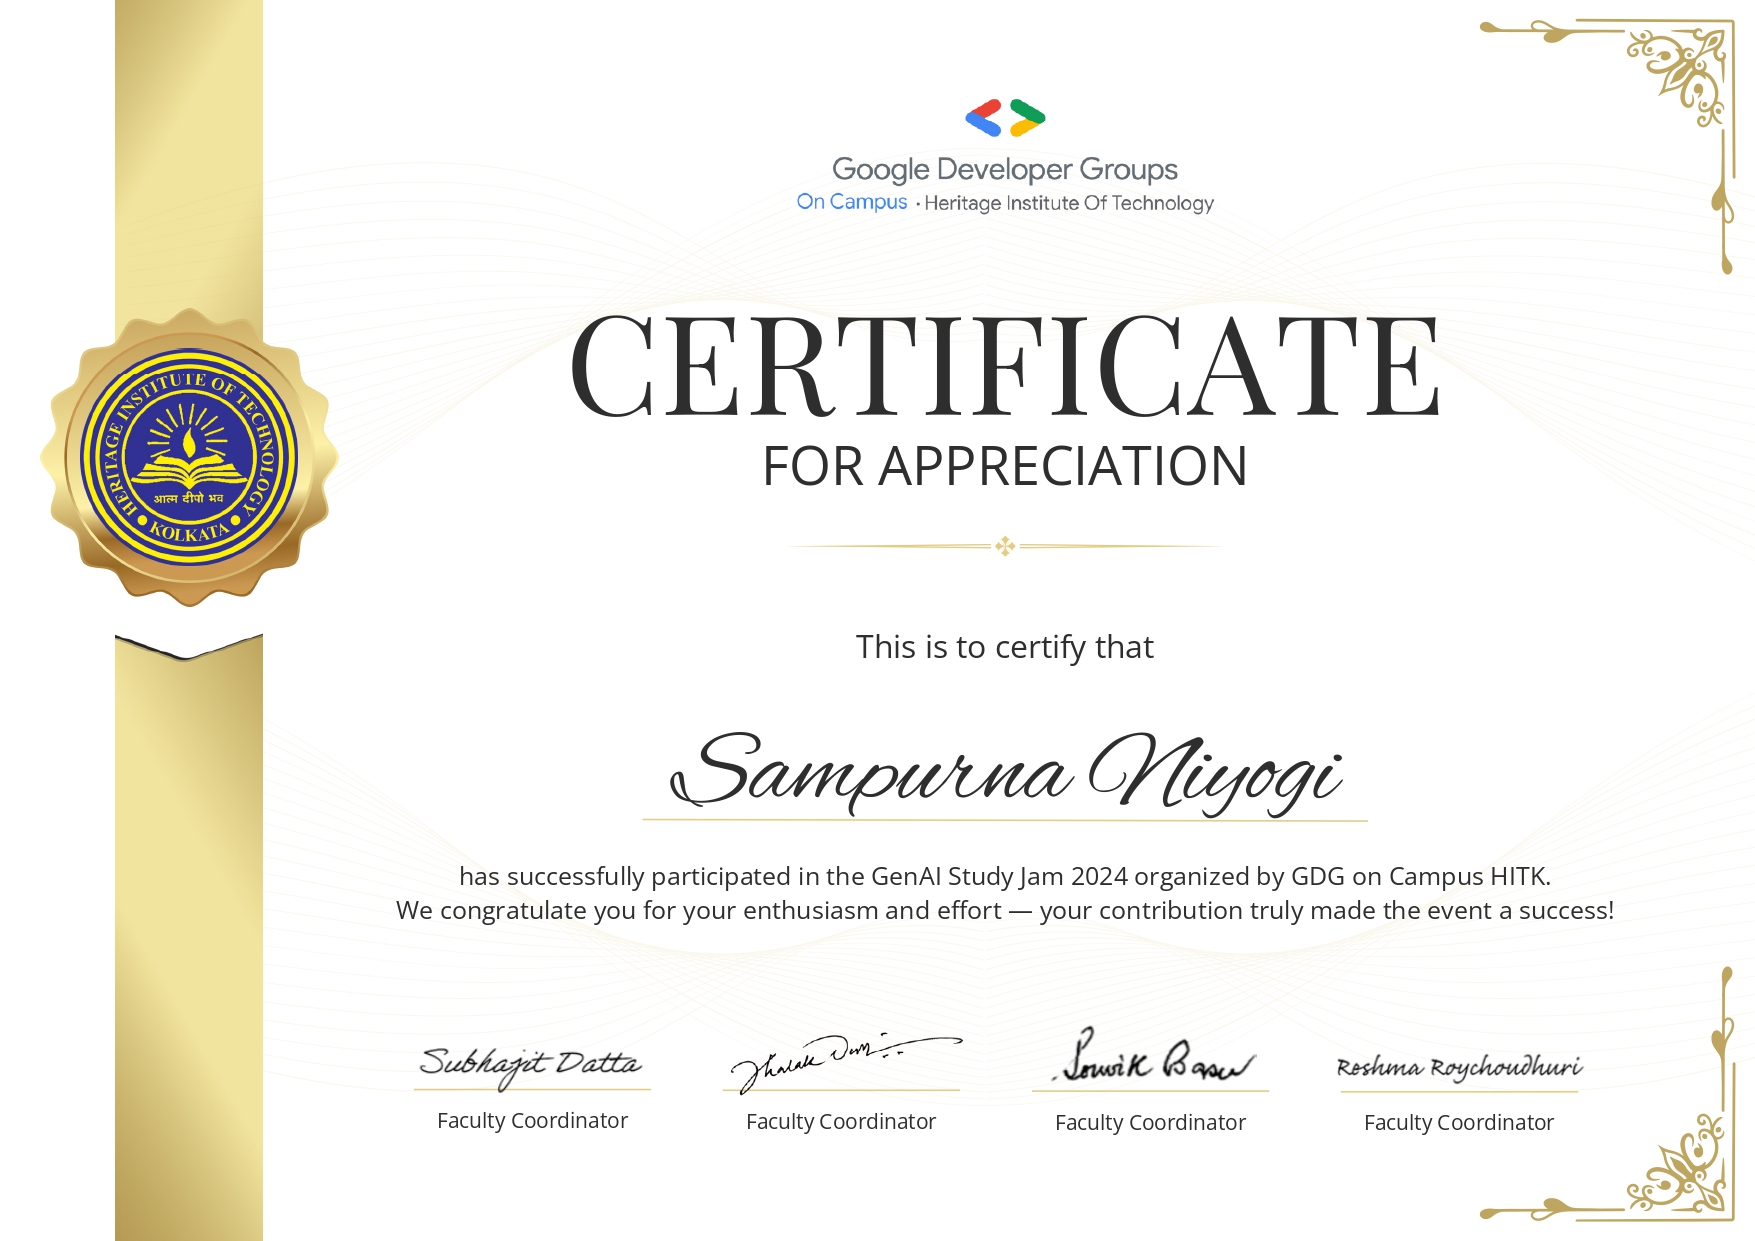 Google Developer Groups
On Campus · Heritage Institute Of Technology
CERTIFICATE
FOR APPRECIATION
HERITAGE INSTITUTE OF TECHNOLOGY
आत्म दीपो भव
• KOLKATA •
This is to certify that
Sampurna Niyogi
has successfully participated in the GenAI Study Jam 2024 organized by GDG on Campus HITK.
We congratulate you for your enthusiasm and effort — your contribution truly made the event a success!
Subhajit Datta
Souvik Basu
Reshma Roychoudhuri
Faculty Coordinator Faculty Coordinator Faculty Coordinator Faculty Coordinator